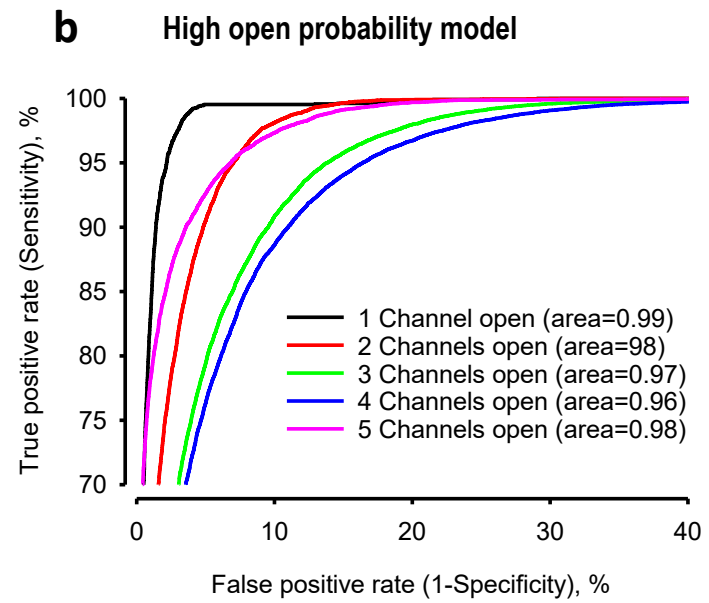 b High open probability model
100
95
90
85
80
75
70
True positive rate (Sensitivity), %
1 Channel open (area=0.99)
2 Channels open (area=98)
3 Channels open (area=0.97)
4 Channels open (area=0.96)
5 Channels open (area=0.98)
0 10 20 30 40
False positive rate (1-Specificity), %